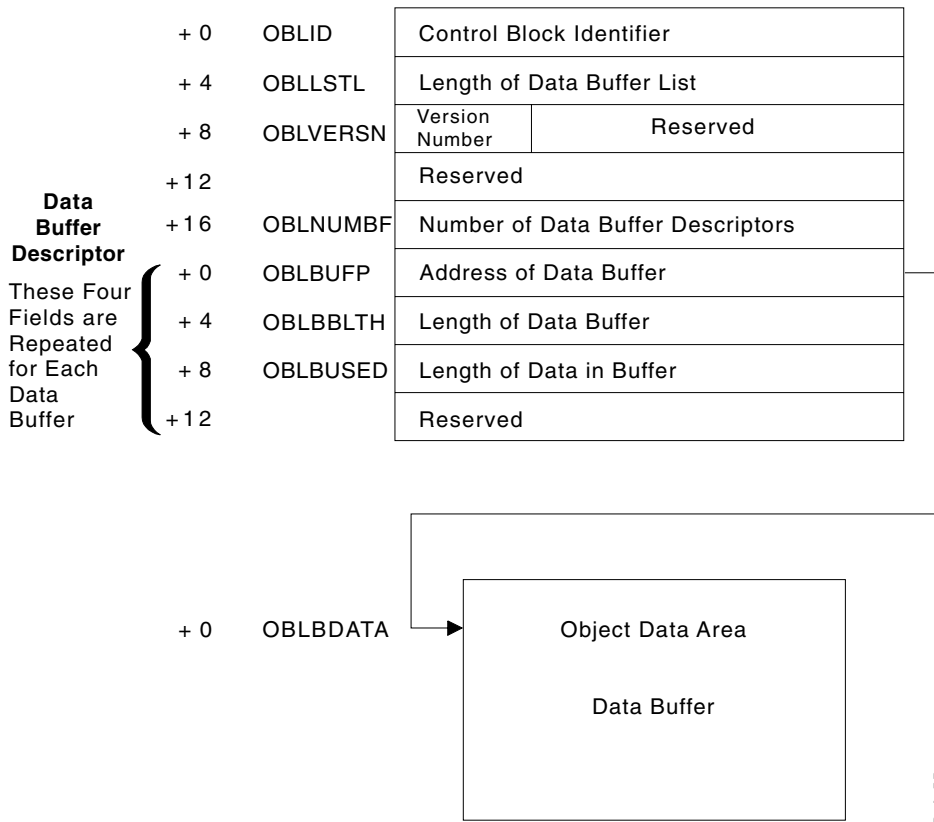 + 0 OBLID Control Block Identifier
+ 4 OBLLSTL Length of Data Buffer List
+ 8 OBLVERSN Version Number Reserved
+12 Reserved
Data
Buffer
Descriptor
+16 OBLNUMBF Number of Data Buffer Descriptors
These Four
Fields are
Repeated
for Each
Data
Buffer
+ 0 OBLBUFP Address of Data Buffer
+ 4 OBLBBLTH Length of Data Buffer
+ 8 OBLBUSED Length of Data in Buffer
+12 Reserved
+ 0 OBLBDATA Object Data Area
Data Buffer